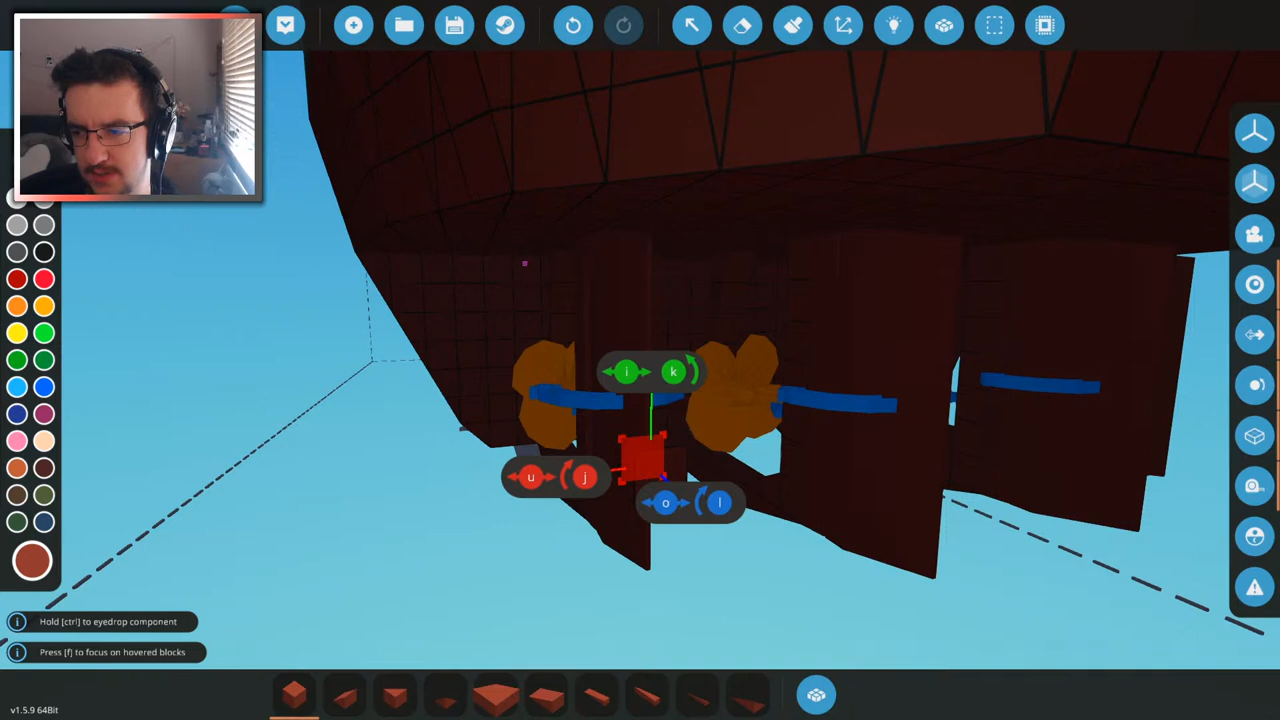 i k
u j
o l
Hold [ctrl] to eyedrop component
Press [f] to focus on hovered blocks
v1.5.9 64Bit